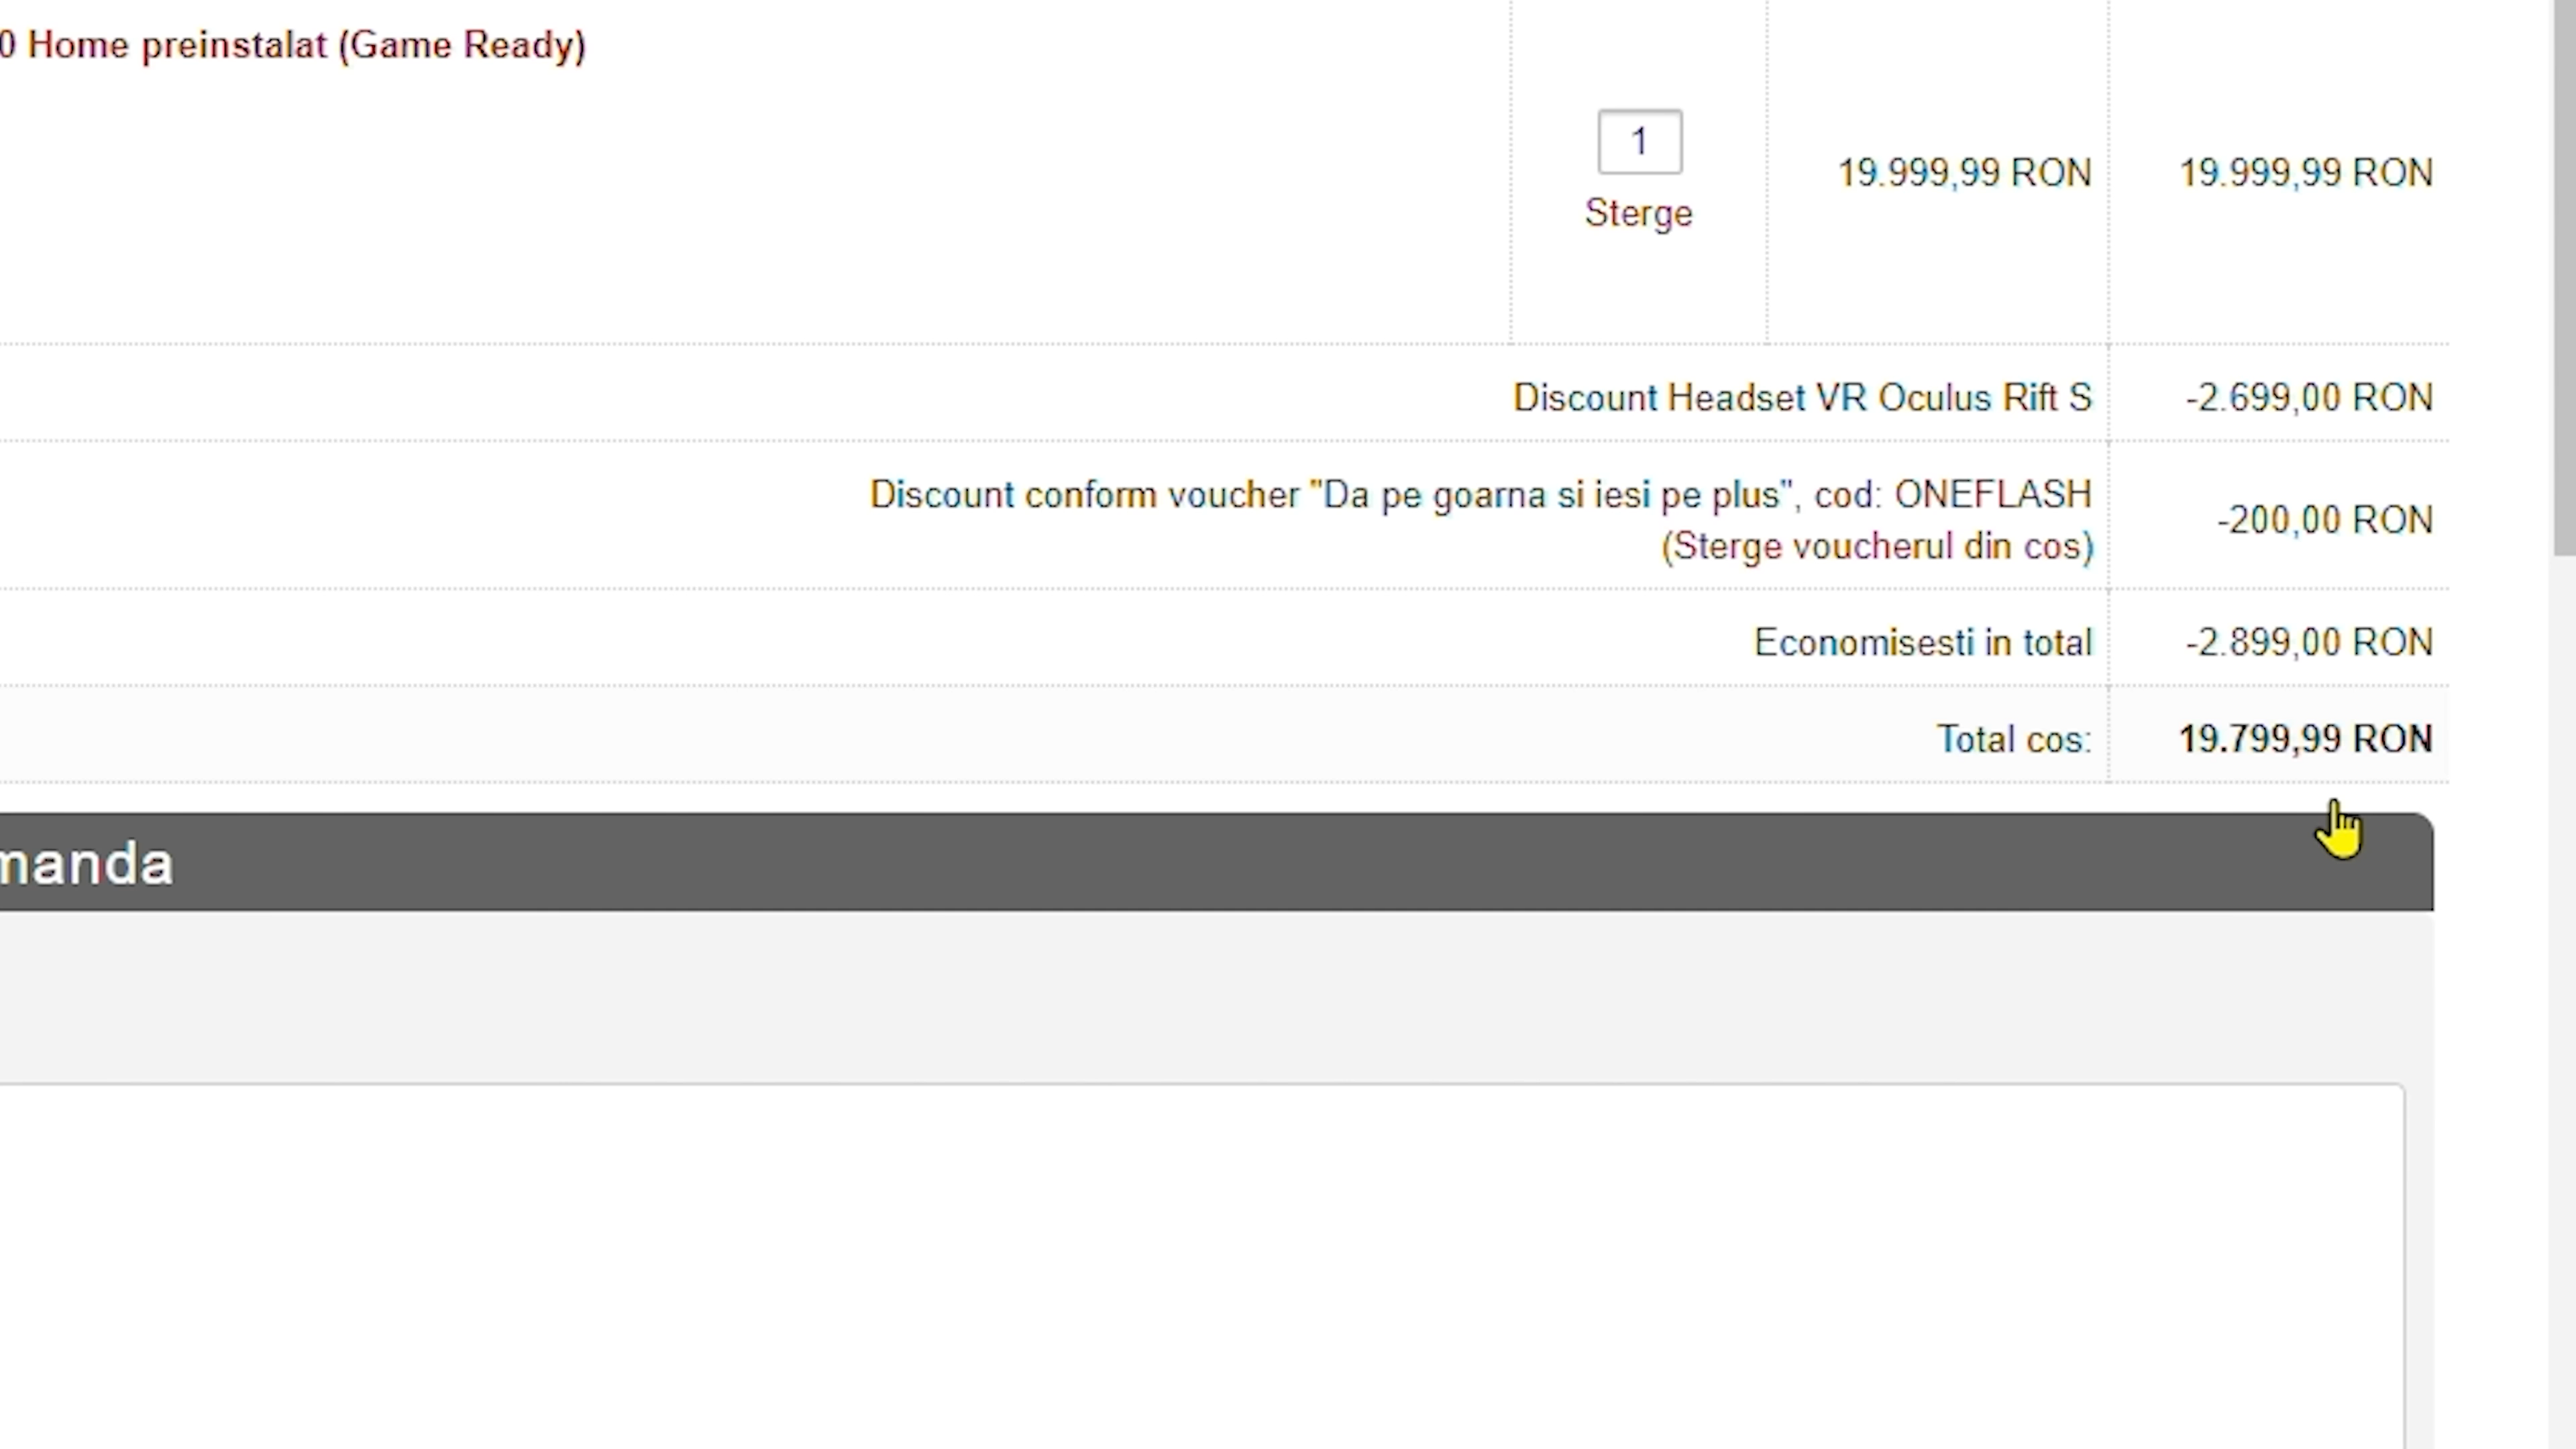 0 Home preinstalat (Game Ready)
1
19.999,99 RON
19.999,99 RON
Sterge
Discount Headset VR Oculus Rift S
-2.699,00 RON
Discount conform voucher "Da pe goarna si iesi pe plus", cod: ONEFLASH
(Sterge voucherul din cos)
-200,00 RON
Economisesti in total
-2.899,00 RON
Total cos:
19.799,99 RON
manda